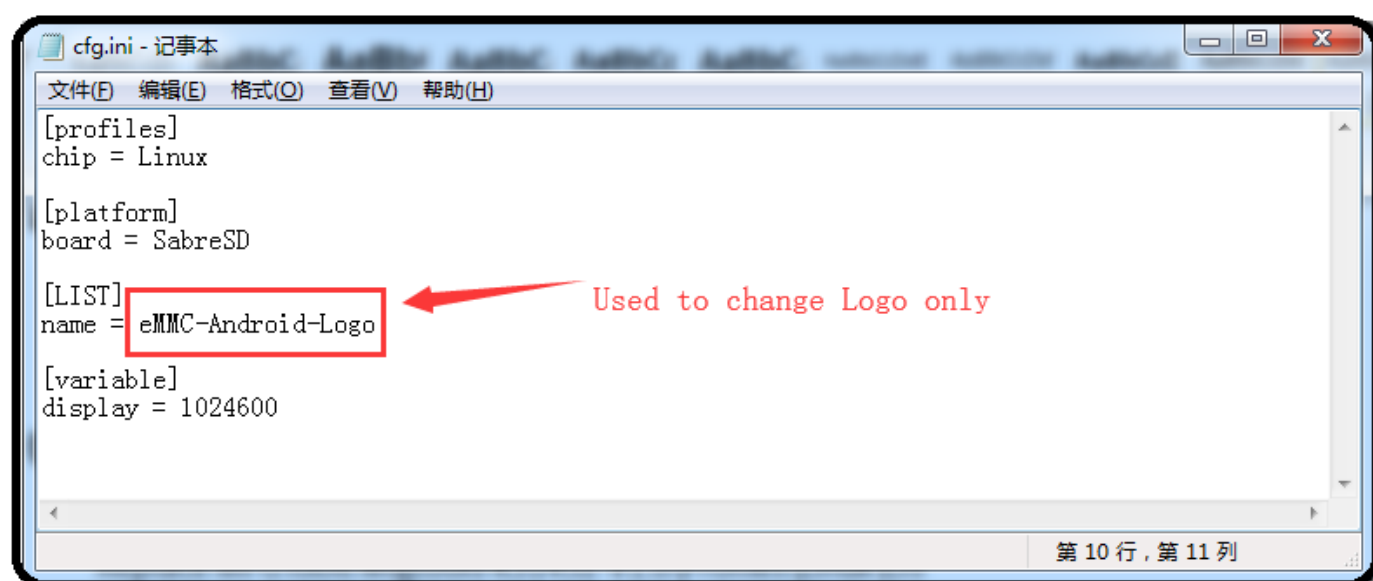 cfg.ini - 记事本
文件(F) 编辑(E) 格式(O) 查看(V) 帮助(H)
[profiles]
chip = Linux
[platform]
board = SabreSD
[LIST]
name = eMMC-Android-Logo
Used to change Logo only
[variable]
display = 1024600
第 10 行，第 11 列